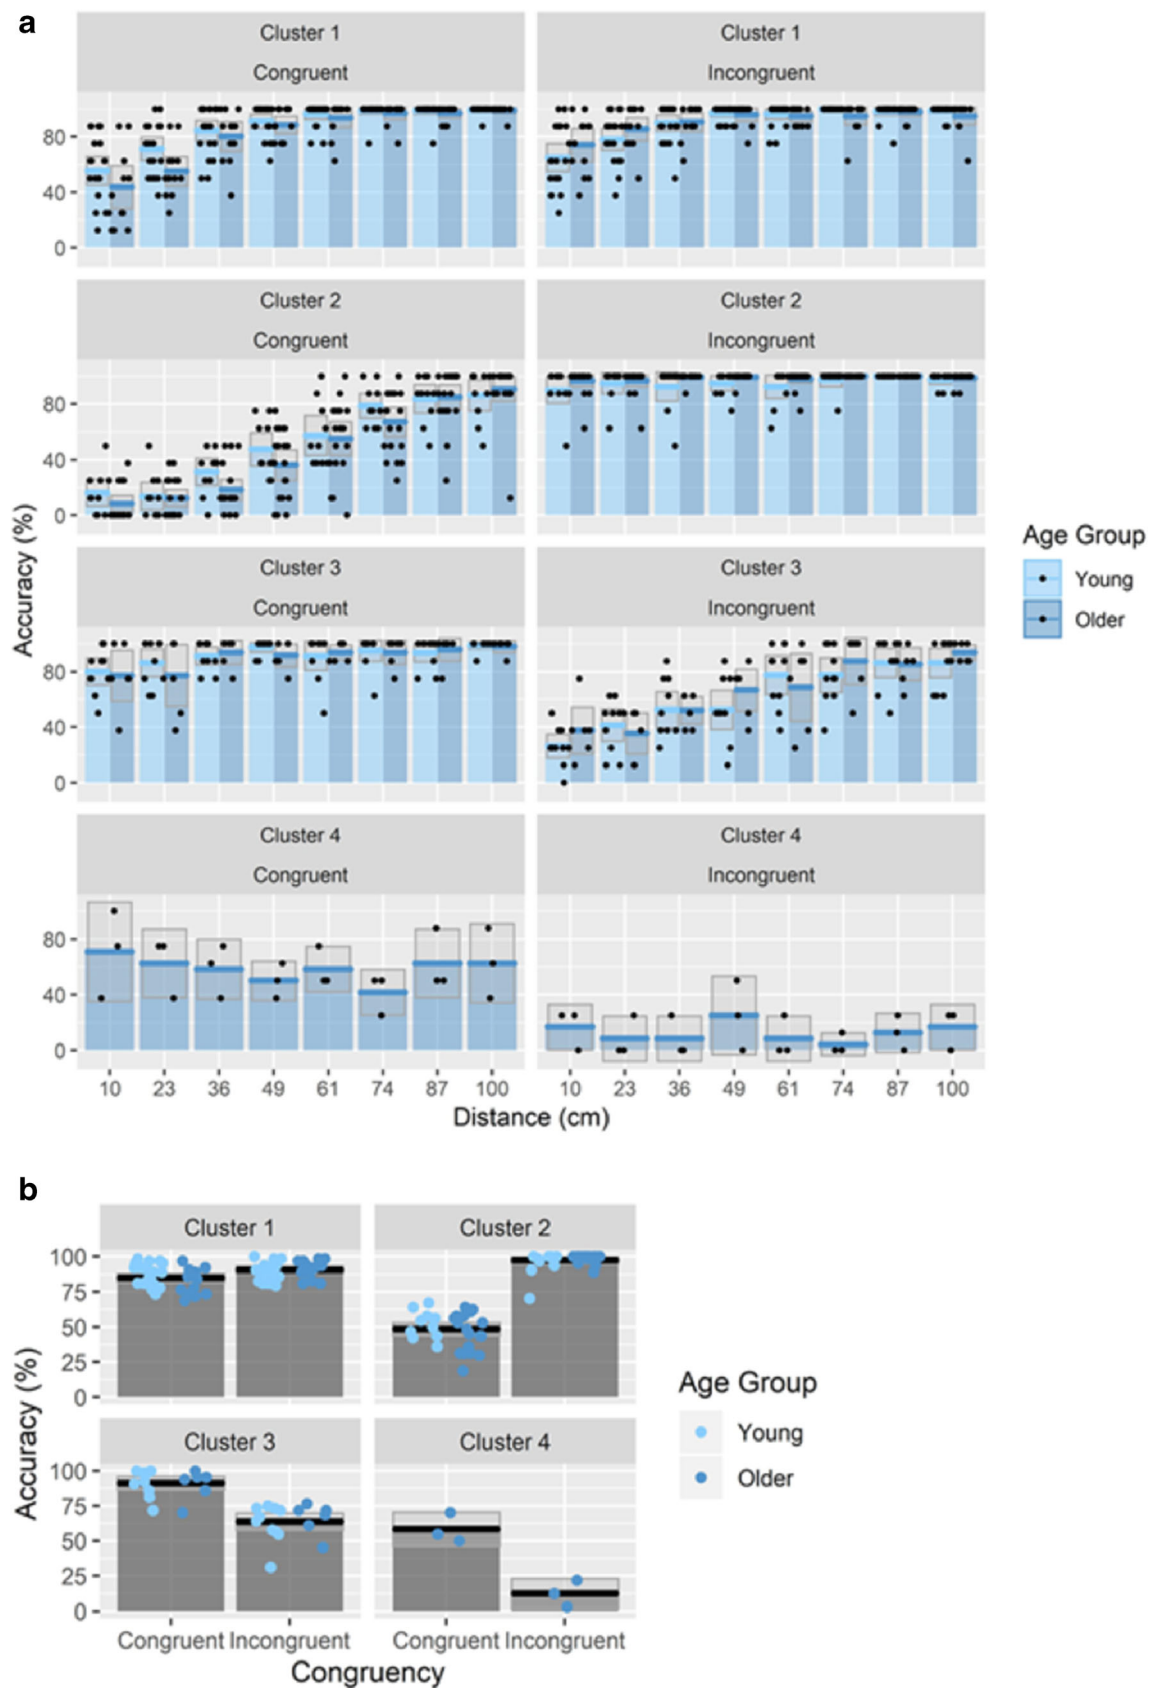 a
Cluster 1
Congruent
Cluster 1
Incongruent
80
40
0
Cluster 2
Congruent
Cluster 2
Incongruent
80
40
0
Accuracy (%)
Cluster 3
Congruent
Cluster 3
Incongruent
80
40
0
Age Group
Young
Older
Cluster 4
Congruent
Cluster 4
Incongruent
80
40
0
10 23 36 49 61 74 87 100 10 23 36 49 61 74 87 100
Distance (cm)
b
Cluster 1 Cluster 2
100
75
50
25
0
Accuracy (%)
Cluster 3 Cluster 4
100
75
50
25
0
Age Group
Young
Older
Congruent Incongruent Congruent Incongruent
Congruency